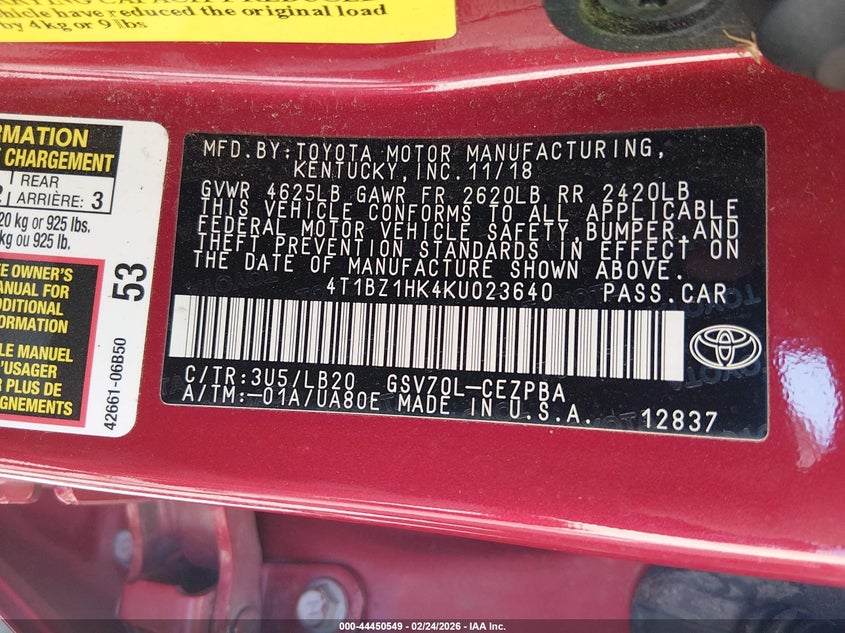 have reduced the original load
by 4kg or 9 lbs
RMATION
CHARGEMENT
REAR
ARRIÈRE: 3
20 kg or 925 lbs.
kg ou 925 lb.
E OWNER'S
MANUAL FOR
DDITIONAL
FORMATION
LE MANUEL
'USAGER
R PLUS DE
GNEMENTS
53
42661-06B50
MFD.BY:TOYOTA MOTOR MANUFACTURING,
KENTUCKY,INC.11/18
GVWR 4625LB GAWR FR 2620LB RR 2420LB
THIS VEHICLE CONFORMS TO ALL APPLICABLE
FEDERAL MOTOR VEHICLE SAFETY,BUMPER,AND
THEFT PREVENTION STANDARDS IN EFFECT ON
THE DATE OF MANUFACTURE SHOWN ABOVE.
4T1BZ1HK4KU023640 PASS.CAR
C/TR:3U5/LB20 GSV70L-CEZPBA
A/TM:-01A/UA80E MADE IN U.S.A. 12837
000-44450549 - 02/24/2026 - IAA Inc.